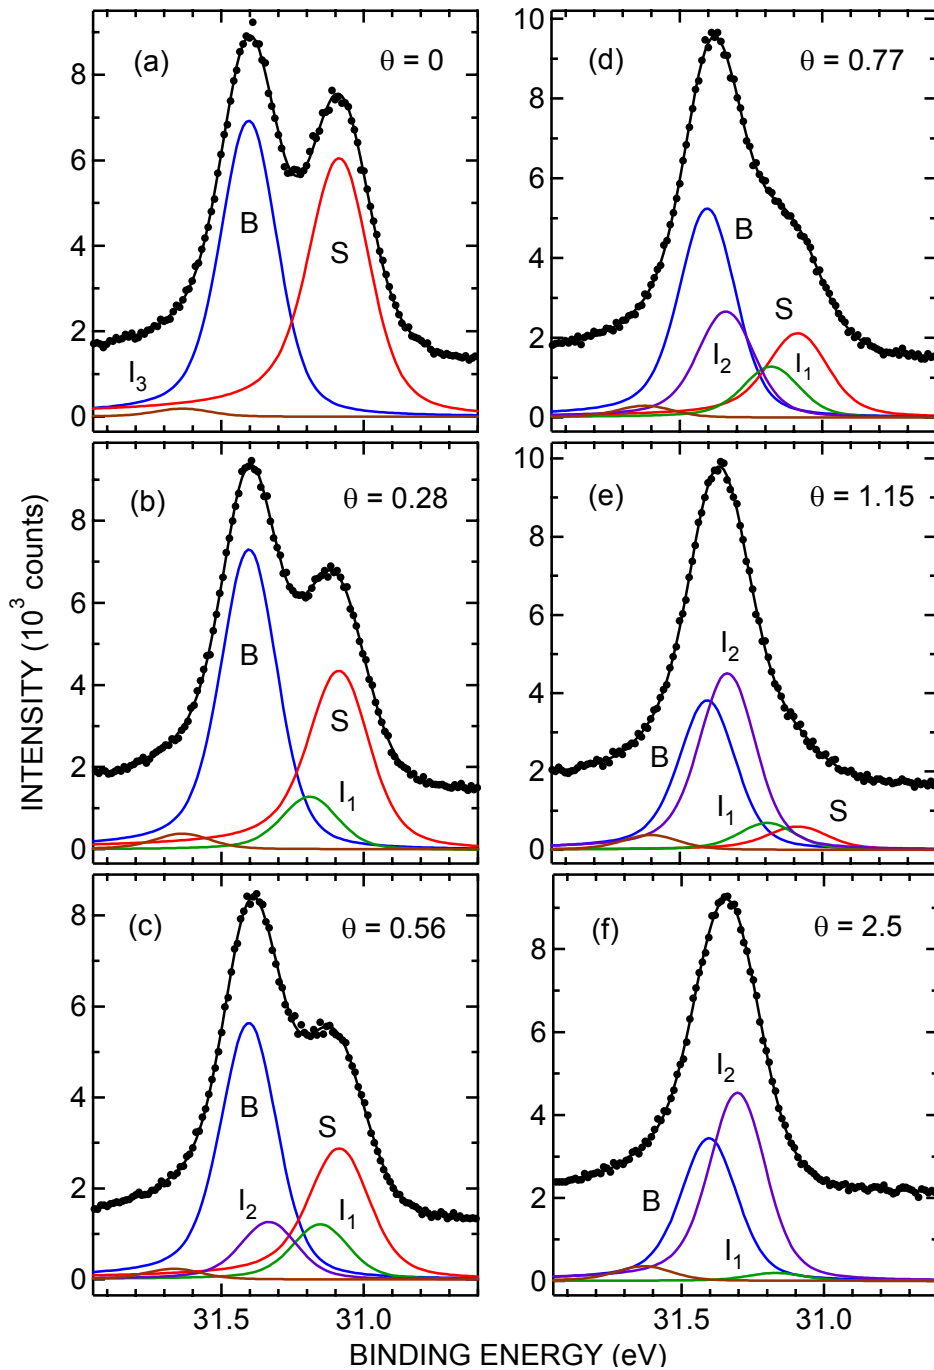 (a)
θ = 0
B
S
I3
8
6
4
2
0
(b)
θ = 0.28
B
S
I1
8
6
4
2
0
(c)
θ = 0.56
B
S
I2
I1
8
6
4
2
0
31.5
31.0
(d)
θ = 0.77
B
S
I2
I1
10
8
6
4
2
0
(e)
θ = 1.15
I2
B
I1
S
10
8
6
4
2
0
(f)
θ = 2.5
I2
B
I1
8
6
4
2
0
31.5
31.0
INTENSITY (10³ counts)
BINDING ENERGY (eV)